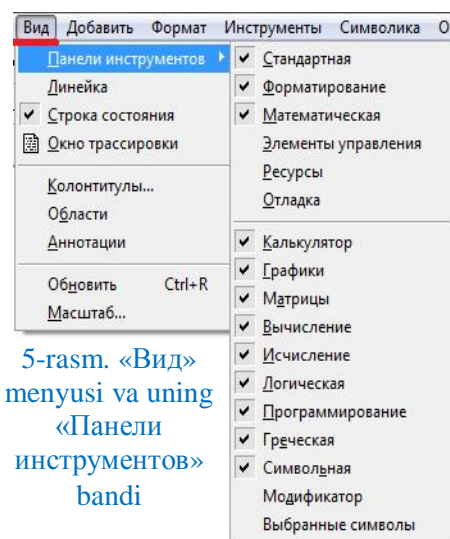 Вид Добавить Формат Инструменты Символика О
Панели инструментов
Линейка
Строка состояния
Окно трассировки
Колонтитулы...
Области
Аннотации
Обновить Ctrl+R
Масштаб...
Стандартная
Форматирование
Математическая
Элементы управления
Ресурсы
Отладка
Калькулятор
Графики
Матрицы
Вычисление
Исчисление
Логическая
Программирование
Греческая
Символьная
Модификатор
Выбранные символы
5-rasm. «Вид»
menyusi va uning
«Панели
инструментов»
bandi